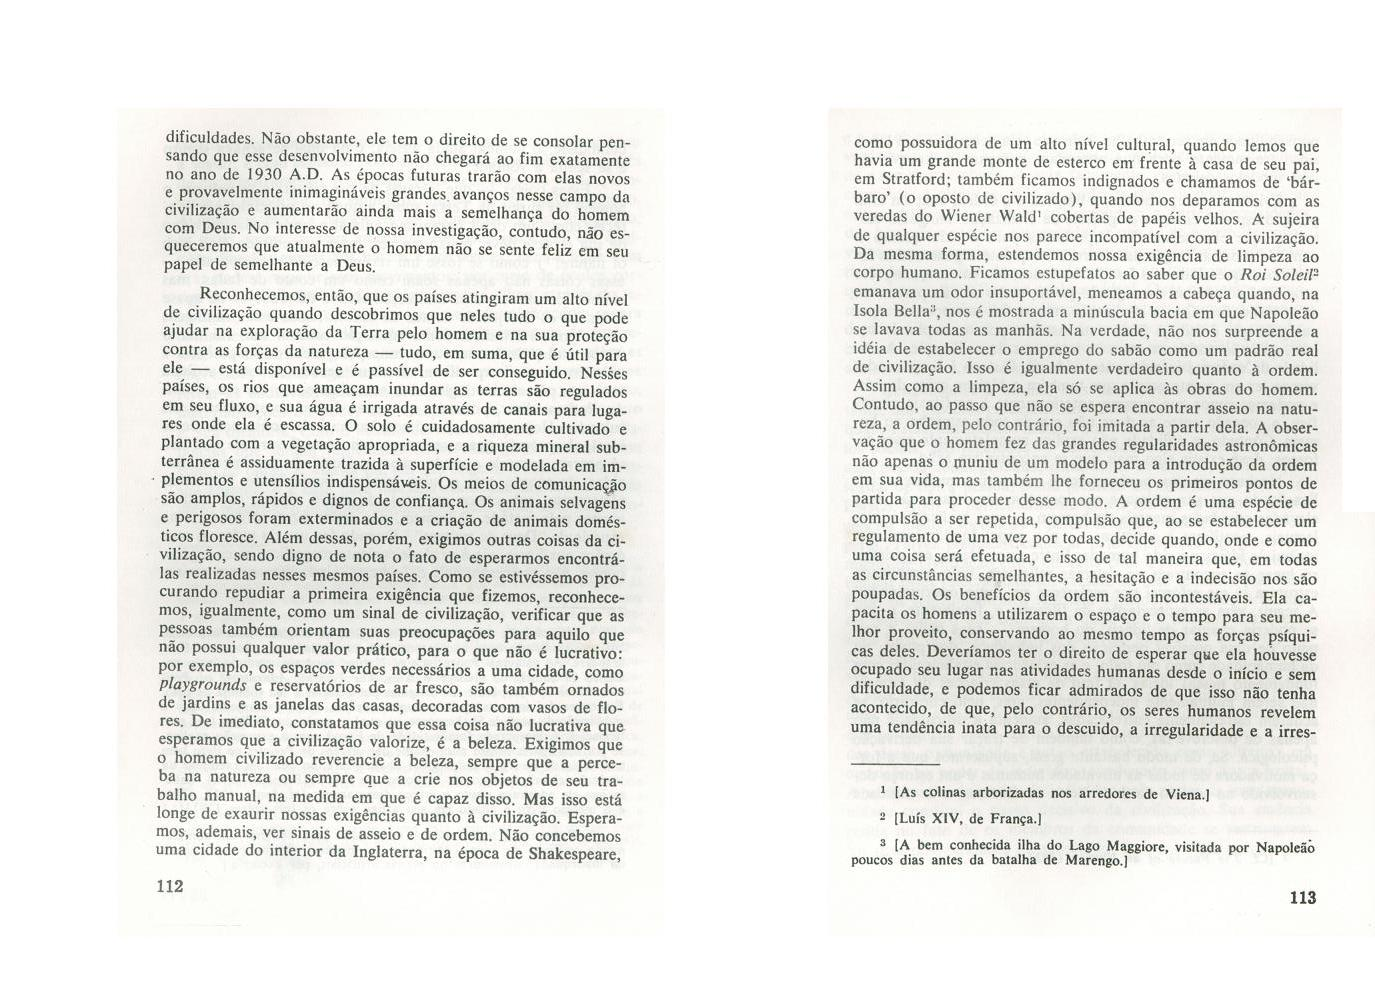 dificuldades. Não obstante, ele tem o direito de se consolar pen-
sando que esse desenvolvimento não chegará ao fim exatamente
no ano de 1930 A.D. As épocas futuras trarão com elas novos
e provavelmente inimagináveis grandes avanços nesse campo da
civilização e aumentarão ainda mais a semelhança do homem
com Deus. No interesse de nossa investigação, contudo, não es-
queceremos que atualmente o homem não se sente feliz em seu
papel de semelhante a Deus.
Reconhecemos, então, que os países atingiram um alto nível
de civilização quando descobrimos que neles tudo o que pode
ajudar na exploração da Terra pelo homem e na sua proteção
contra as forças da natureza — tudo, em suma, que é útil para
ele — está disponível e é passível de ser conseguido. Nesses
países, os rios que ameaçam inundar as terras são regulados
em seu fluxo, e sua água é irrigada através de canais para luga-
res onde ela é escassa. O solo é cuidadosamente cultivado e
plantado com a vegetação apropriada, e a riqueza mineral sub-
terrânea é assiduamente trazida à superfície e modelada em im-
plementos e utensílios indispensáveis. Os meios de comunicação
são amplos, rápidos e dignos de confiança. Os animais selvagens
e perigosos foram exterminados e a criação de animais domés-
ticos floresce. Além dessas, porém, exigimos outras coisas da ci-
vilização, sendo digno de nota o fato de esperarmos encontrá-
las realizadas nesses mesmos países. Como se estivéssemos pro-
curando repudiar a primeira exigência que fizemos, reconhece-
mos, igualmente, como um sinal de civilização, verificar que as
pessoas também orientam suas preocupações para aquilo que
não possui qualquer valor prático, para o que não é lucrativo:
por exemplo, os espaços verdes necessários a uma cidade, como
playgrounds e reservatórios de ar fresco, são também ornados
de jardins e as janelas das casas, decoradas com vasos de flo-
res. De imediato, constatamos que essa coisa não lucrativa que
esperamos que a civilização valorize, é a beleza. Exigimos que
o homem civilizado reverencie a beleza, sempre que a perce-
ba na natureza ou sempre que a crie nos objetos de seu tra-
balho manual, na medida em que é capaz disso. Mas isso está
longe de exaurir nossas exigências quanto à civilização. Espera-
mos, ademais, ver sinais de asseio e de ordem. Não concebemos
uma cidade do interior da Inglaterra, na época de Shakespeare,
112
como possuidora de um alto nível cultural, quando lemos que
havia um grande monte de esterco em frente à casa de seu pai,
em Stratford; também ficamos indignados e chamamos de ‘bár-
baro’ (o oposto de civilizado), quando nos deparamos com as
veredas do Wiener Wald¹ cobertas de papéis velhos. A sujeira
de qualquer espécie nos parece incompatível com a civilização.
Da mesma forma, estendemos nossa exigência de limpeza ao
corpo humano. Ficamos estupefatos ao saber que o Roi Soleil²
emanava um odor insuportável, meneamos a cabeça quando, na
Isola Bella³, nos é mostrada a minúscula bacia em que Napoleão
se lavava todas as manhãs. Na verdade, não nos surpreende a
idéia de estabelecer o emprego do sabão como um padrão real
de civilização. Isso é igualmente verdadeiro quanto à ordem.
Assim como a limpeza, ela só se aplica às obras do homem.
Contudo, ao passo que não se espera encontrar asseio na natu-
reza, a ordem, pelo contrário, foi imitada a partir dela. A obser-
vação que o homem fez das grandes regularidades astronômicas
não apenas o muniu de um modelo para a introdução da ordem
em sua vida, mas também lhe forneceu os primeiros pontos de
partida para proceder desse modo. A ordem é uma espécie de
compulsão a ser repetida, compulsão que, ao se estabelecer um
regulamento de uma vez por todas, decide quando, onde e como
uma coisa será efetuada, e isso de tal maneira que, em todas
as circunstâncias semelhantes, a hesitação e a indecisão nos são
poupadas. Os benefícios da ordem são incontestáveis. Ela ca-
pacita os homens a utilizarem o espaço e o tempo para seu me-
lhor proveito, conservando ao mesmo tempo as forças psíqui-
cas deles. Deveríamos ter o direito de esperar que ela houvesse
ocupado seu lugar nas atividades humanas desde o início e sem
dificuldade, e podemos ficar admirados de que isso não tenha
acontecido, de que, pelo contrário, os seres humanos revelem
uma tendência inata para o descuido, a irregularidade e a irres-
¹ [As colinas arborizadas nos arredores de Viena.]
² [Luís XIV, de França.]
³ [A bem conhecida ilha do Lago Maggiore, visitada por Napoleão
poucos dias antes da batalha de Marengo.]
113